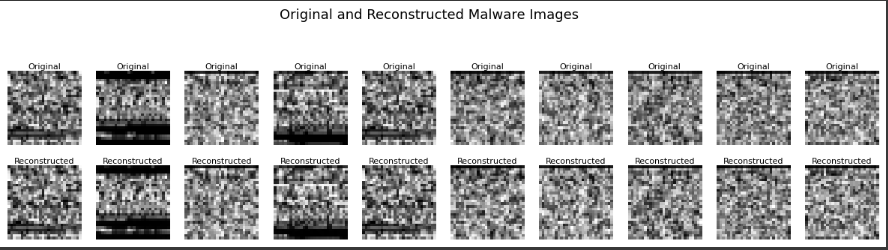 Original and Reconstructed Malware Images
Original Original Original Original Original Original Original Original Original Original
Reconstructed Reconstructed Reconstructed Reconstructed Reconstructed Reconstructed Reconstructed Reconstructed Reconstructed Reconstructed